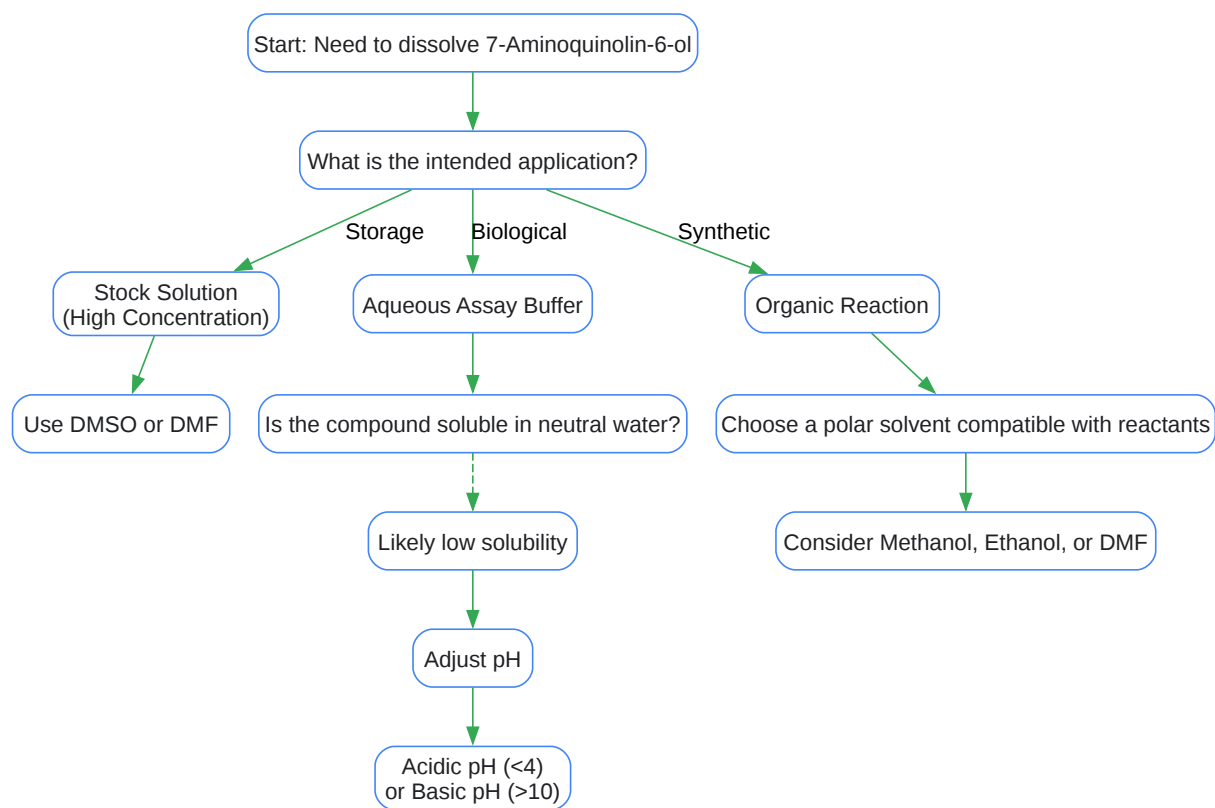 Start: Need to dissolve 7-Aminoquinolin-6-ol
What is the intended application?
Storage
Biological
Synthetic
Stock Solution
(High Concentration)
Aqueous Assay Buffer
Organic Reaction
Use DMSO or DMF
Is the compound soluble in neutral water?
Choose a polar solvent compatible with reactants
Likely low solubility
Consider Methanol, Ethanol, or DMF
Adjust pH
Acidic pH (<4)
or Basic pH (>10)